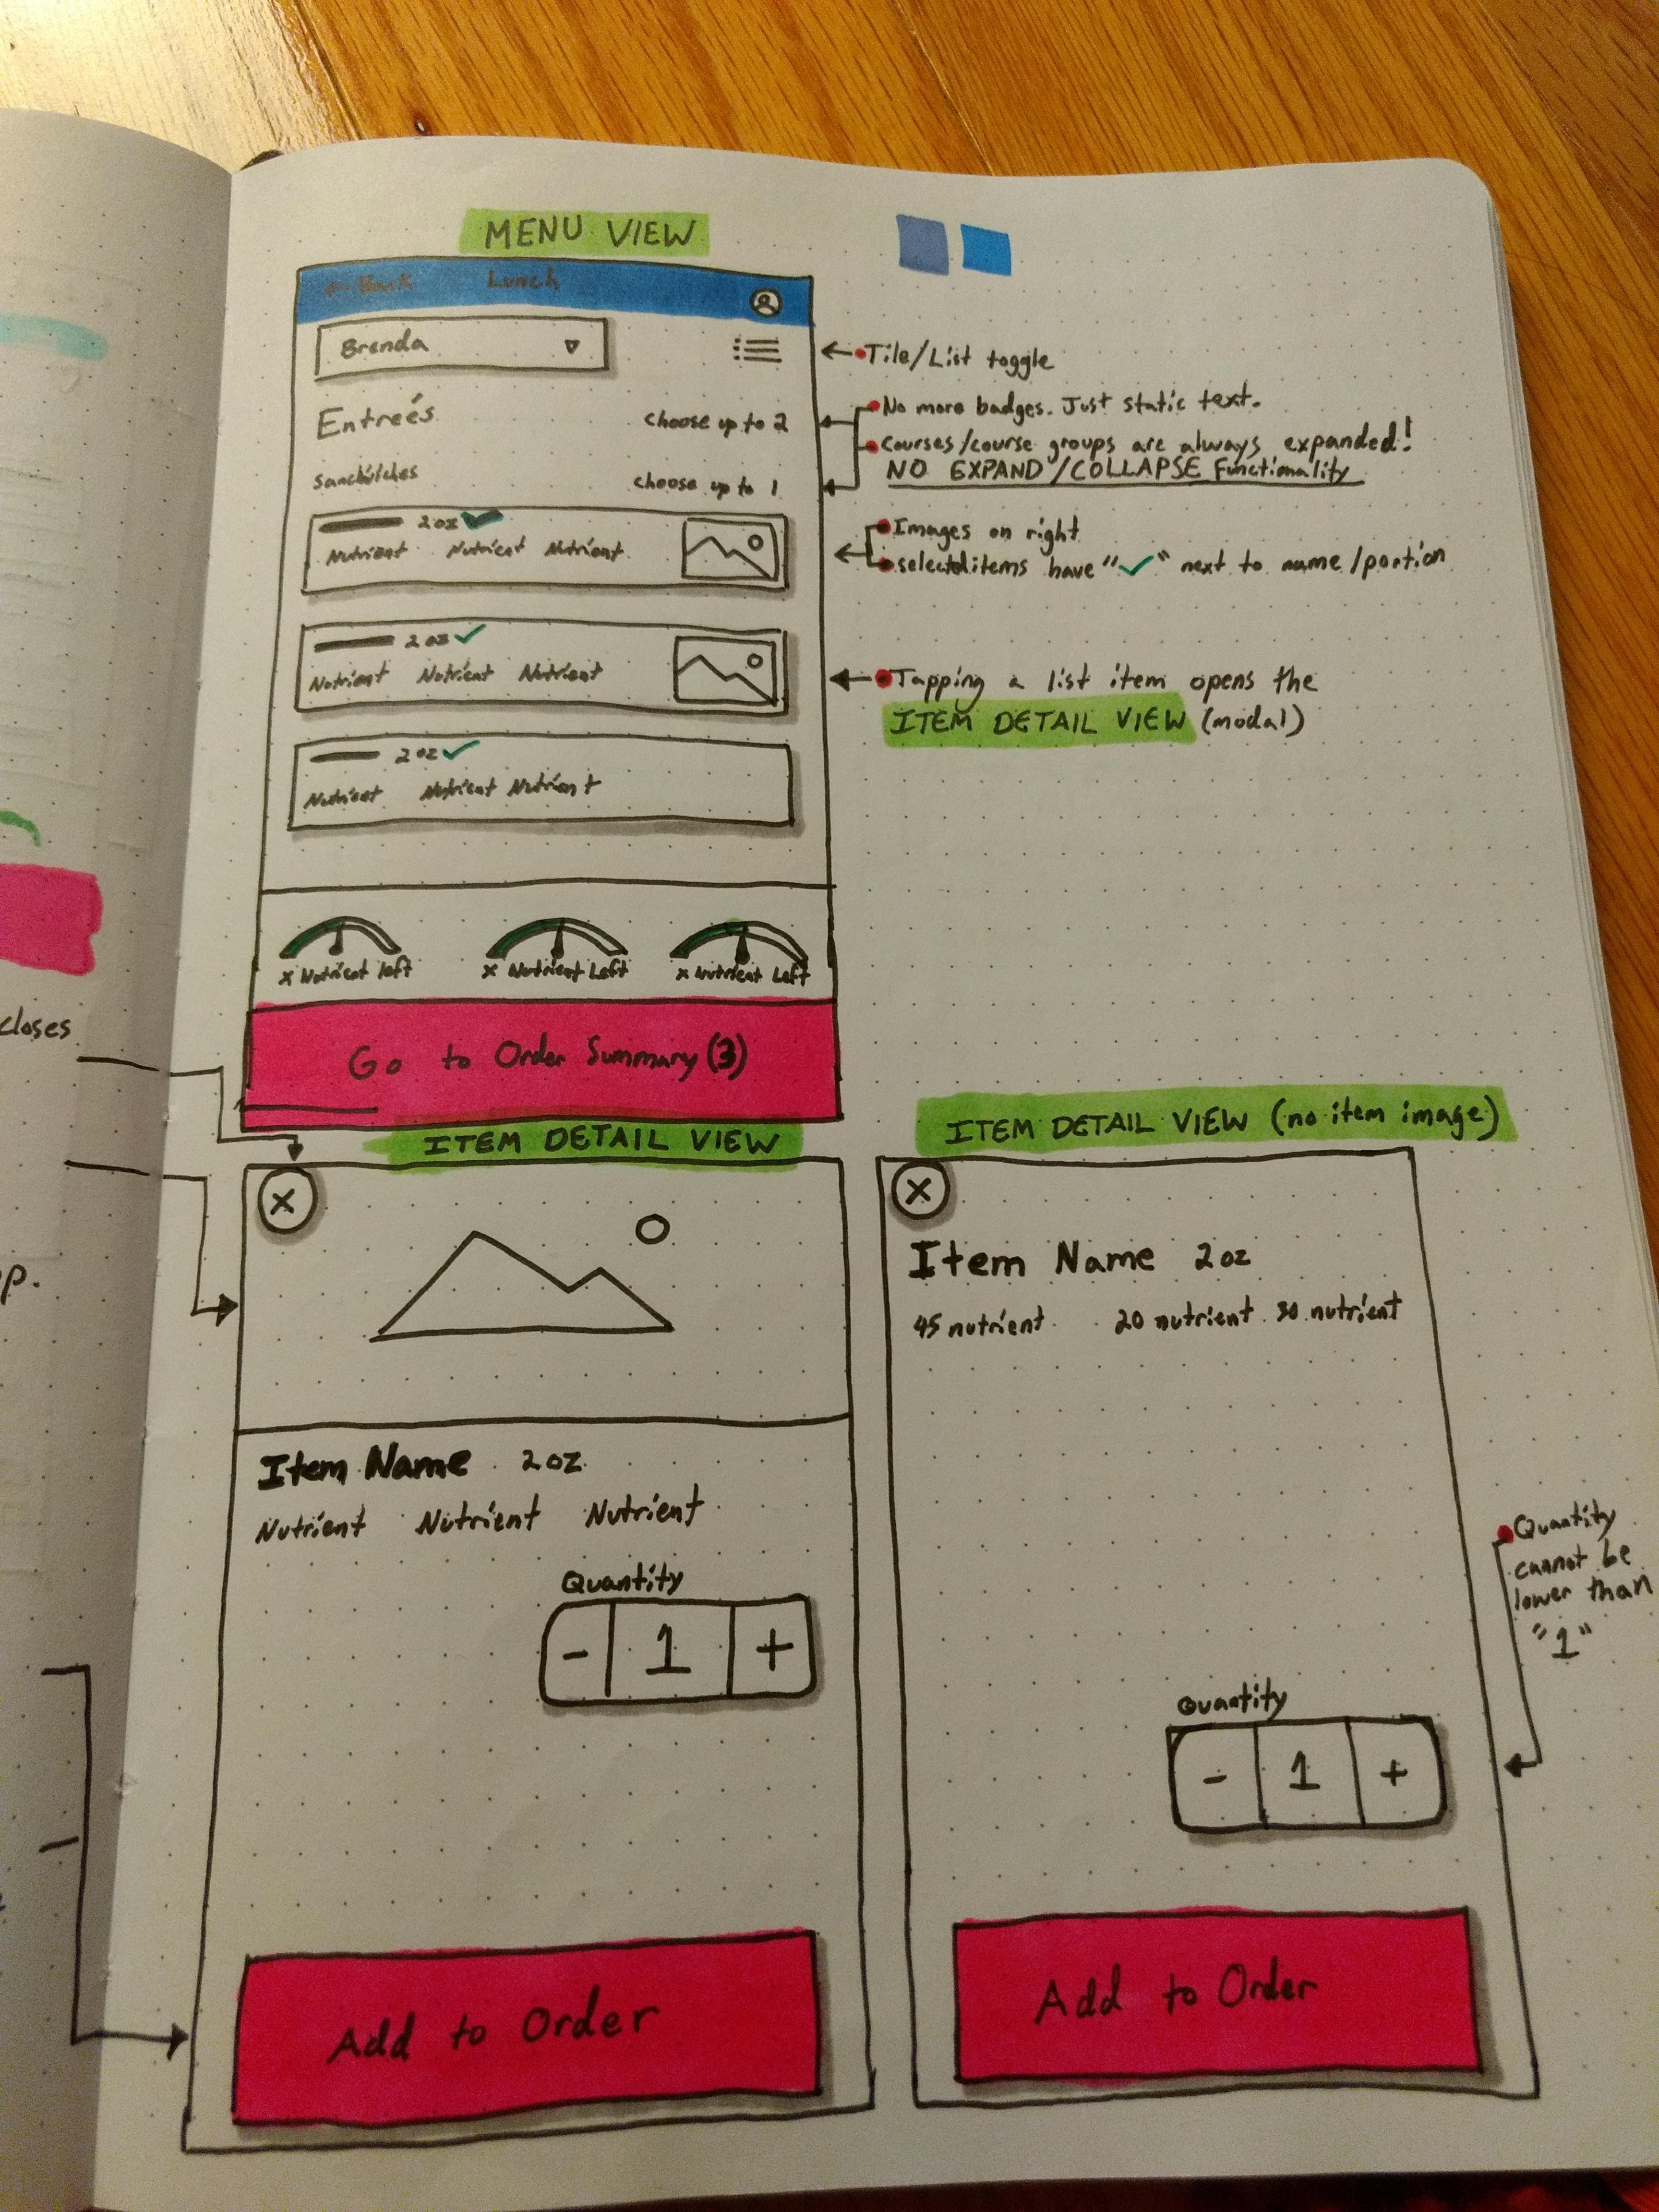 MENU VIEW
← Back Lunch
Brenda
Tile/List toggle
Entreés choose up to 2
No more badges. Just static text.
Courses/course groups are always expanded!
NO EXPAND/COLLAPSE Functionality
Sandwiches choose up to 1
2oz ✓
Nutrient Nutrient Nutrient
Images on right
selected items have "✓" next to name/portion
2oz ✓
Nutrient Nutrient Nutrient
Tapping a list item opens the
ITEM DETAIL VIEW (modal)
2oz ✓
Nutrient Nutrient Nutrient
x Nutrient left x Nutrient Left x Nutrient Left
Go to Order Summary (3)
closes
p.
ITEM DETAIL VIEW
X
Item Name 2oz
Nutrient Nutrient Nutrient
Quantity
- 1 +
Add to Order
ITEM DETAIL VIEW (no item image)
X
Item Name 2oz
45 nutrient 20 nutrient 30 nutrient
Quantity
cannot be
lower than
"1"
Quantity
- 1 +
Add to Order